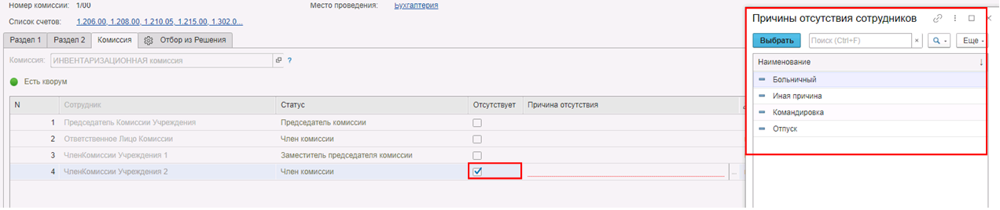 Номер комиссии: 1/00
Место проведения: Бухгалтерия
Список счетов: 1.206.00, 1.208.00, 1.210.05, 1.215.00, 1.302.0...
Раздел 1 Раздел 2 Комиссия Отбор из Решения
Комиссия: ИНВЕНТАРИЗАЦИОННАЯ комиссия ?
Есть кворум
N Сотрудник Статус Отсутствует Причина отсутствия
1 Председатель Комиссии Учреждения Председатель комиссии
2 Ответственное Лицо Комиссии Член комиссии
3 ЧленКомиссии Учреждения 1 Заместитель председателя комиссии
4 ЧленКомиссии Учреждения 2 Член комиссии ...
Причины отсутствия сотрудников
Выбрать Поиск (Ctrl+F) × Еще
Наименование ↓
Больничный
Иная причина
Командировка
Отпуск